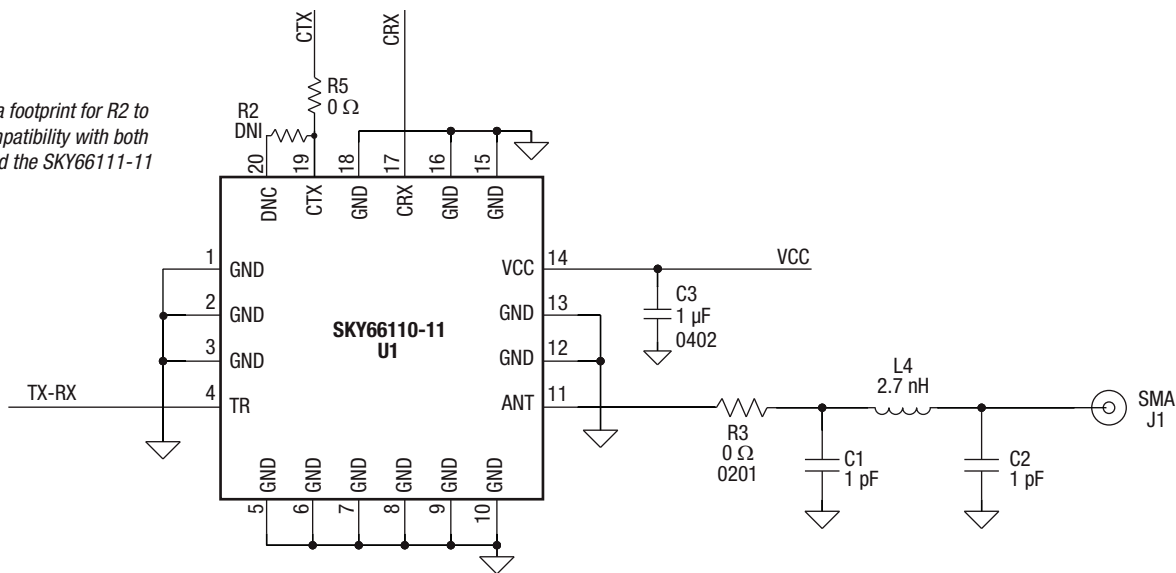 CTX
CRX
R5
0 Ω
a footprint for R2 to
patibility with both
d the SKY66111-11
R2
DNI
20
19
18
17
16
15
DNC
CTX
GND
CRX
GND
GND
1
GND
2
GND
3
GND
TX-RX
4
TR
SKY66110-11
U1
VCC
14
VCC
GND
13
GND
12
ANT
11
C3
1 µF
0402
R3
0 Ω
0201
L4
2.7 nH
C1
1 pF
C2
1 pF
SMA
J1
GND
GND
GND
GND
GND
GND
5
6
7
8
9
10